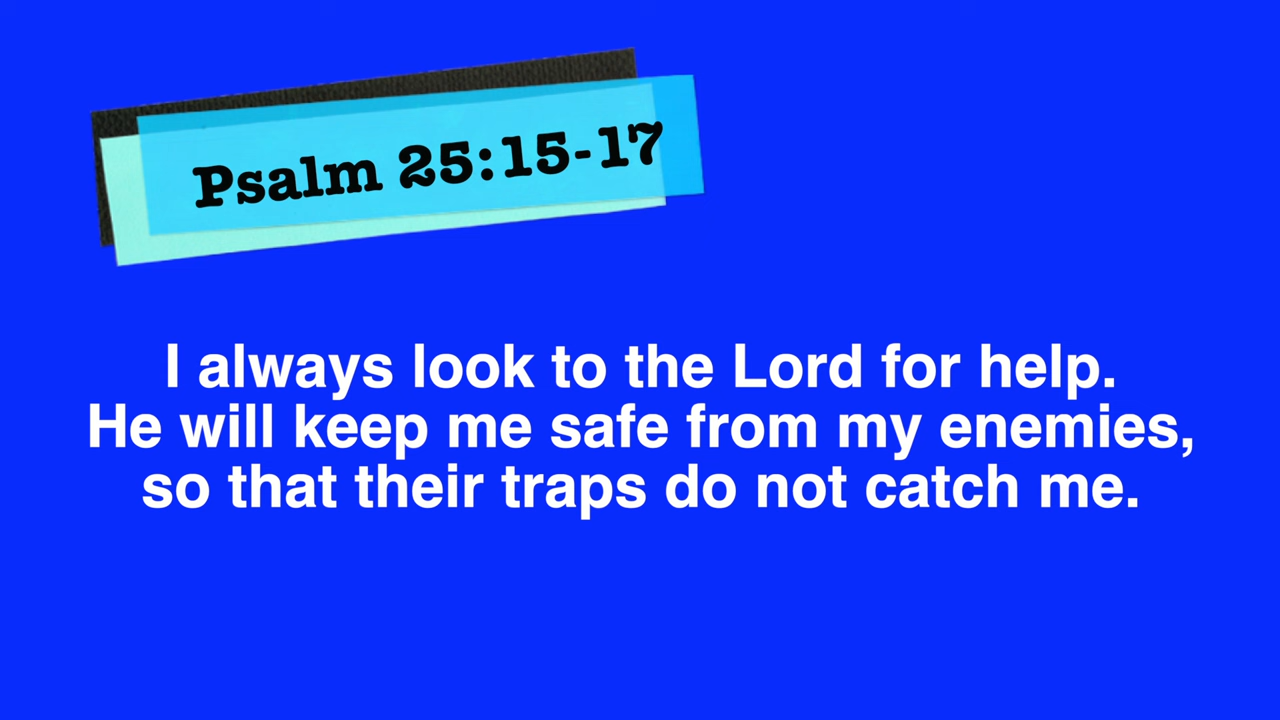 Psalm 25:15-17
I always look to the Lord for help.
He will keep me safe from my enemies,
so that their traps do not catch me.